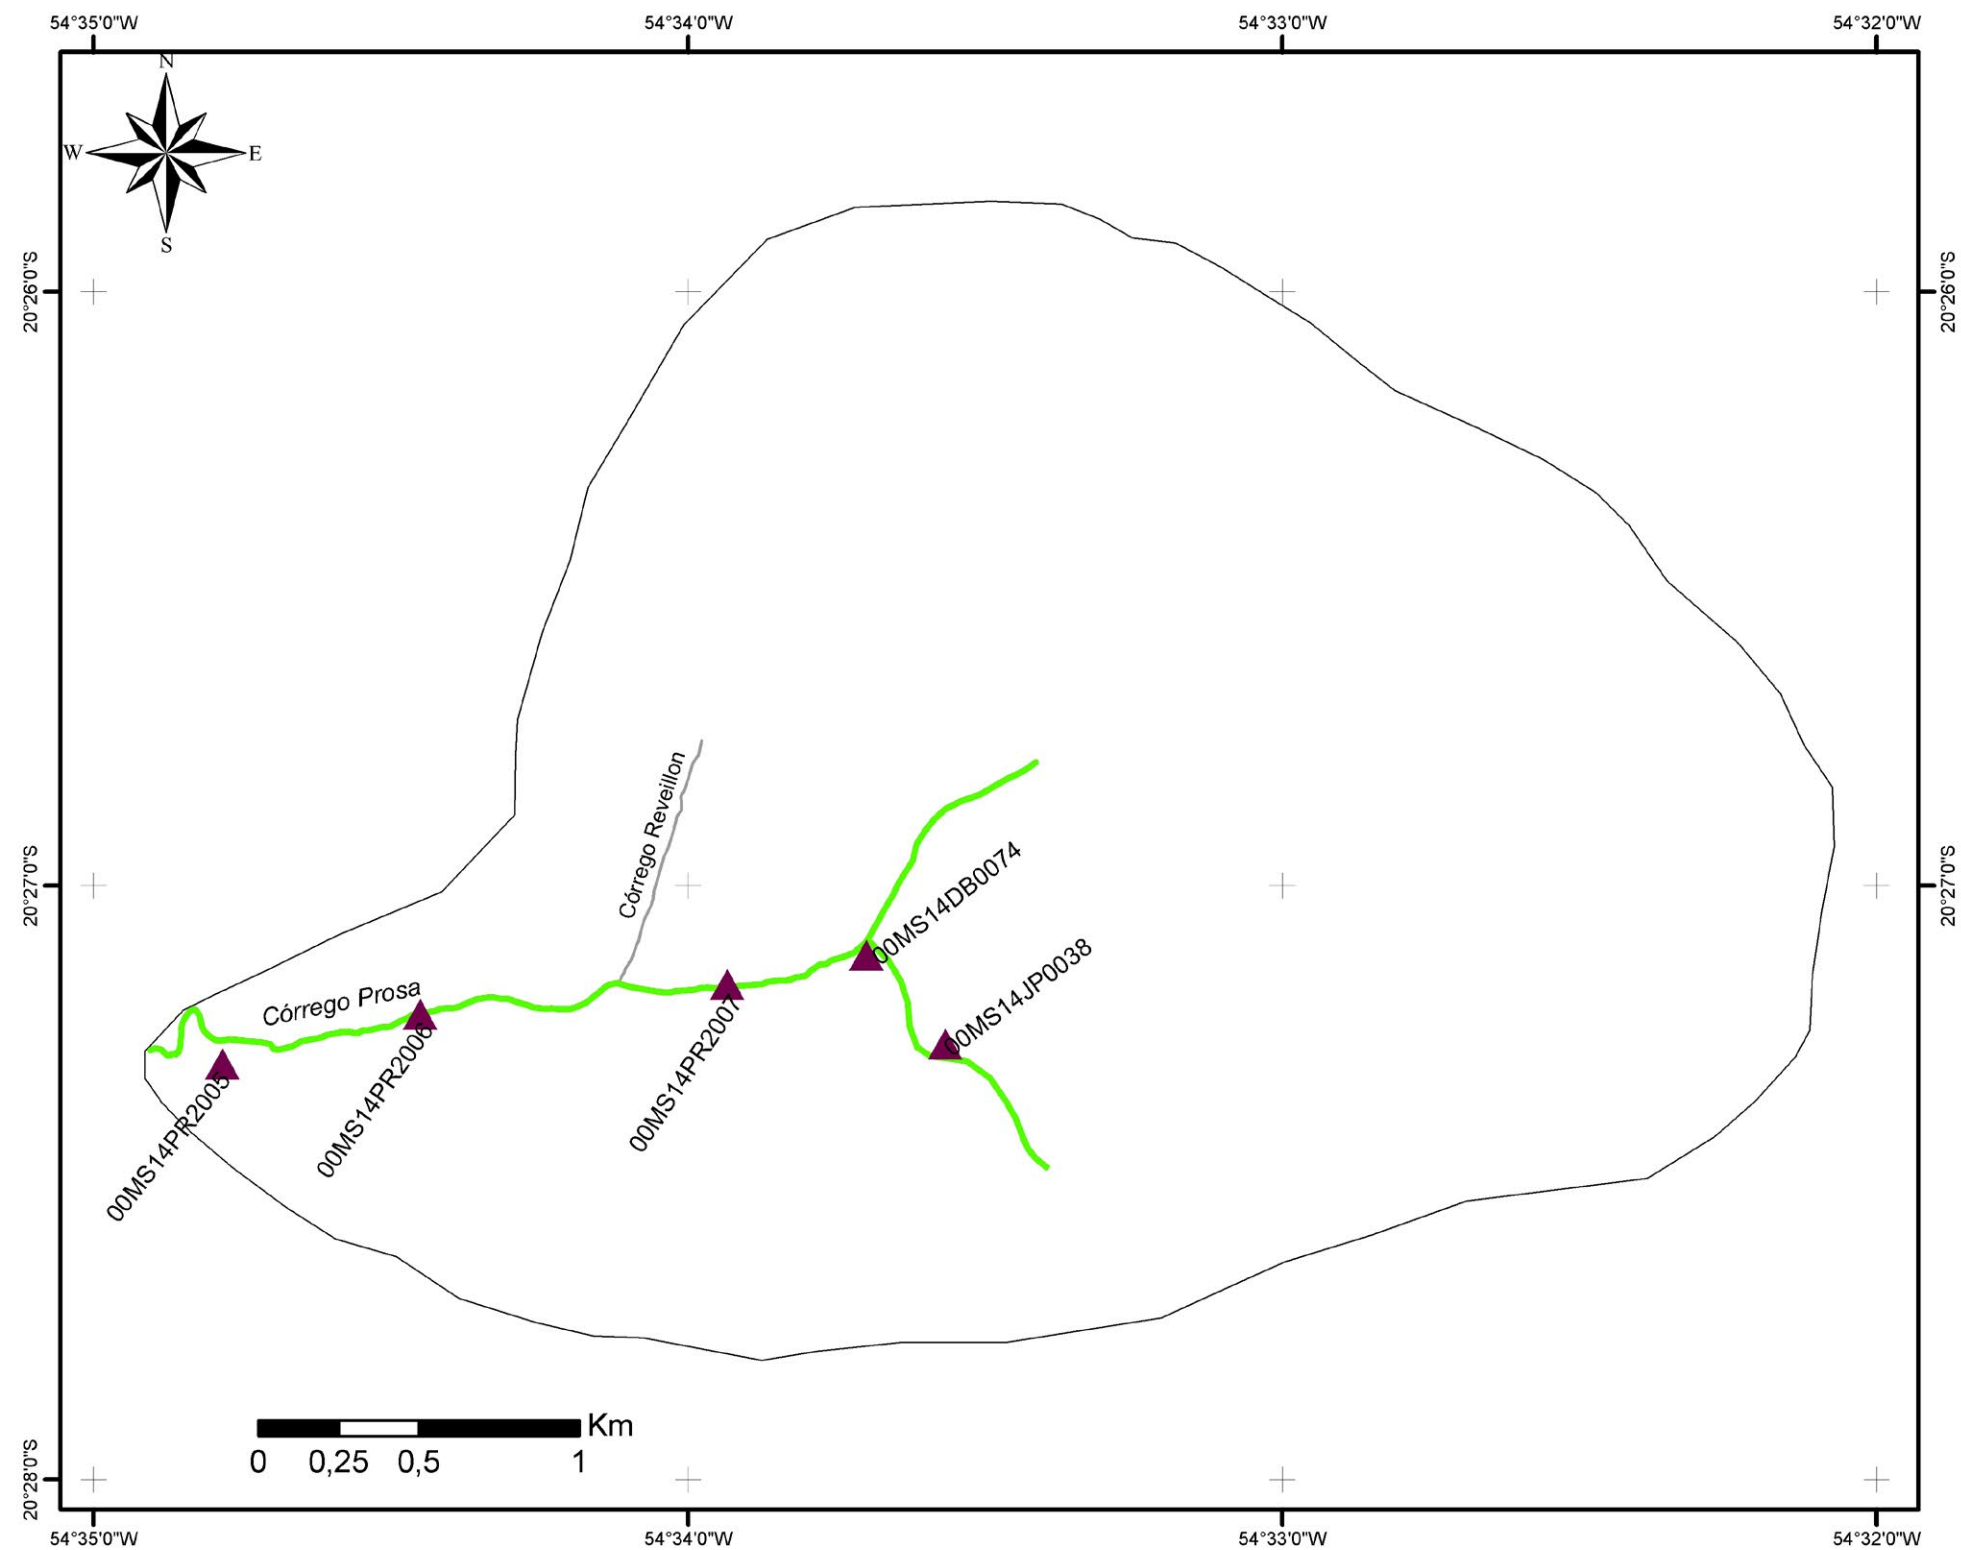 54°35'0"W 54°34'0"W 54°33'0"W 54°32'0"W
N
W E
S
20°26'0"S 20°26'0"S
Córrego Reveillon
00MS14DB0074
20°27'0"S 20°27'0"S
00MS14JP0038
Córrego Prosa
00MS14PR2005
00MS14PR2006
00MS14PR2007
Km
0 0,25 0,5 1
20°28'0"S
54°35'0"W 54°34'0"W 54°33'0"W 54°32'0"W